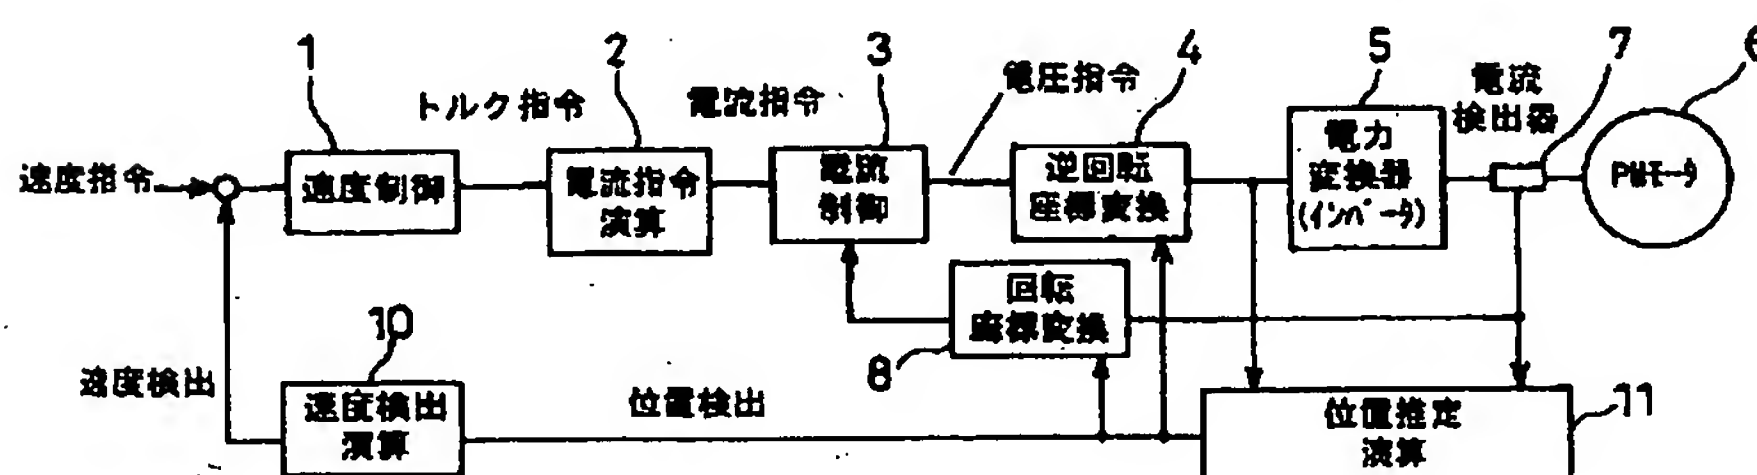 1
2
3
4
5
7
6
トルク指令
電流指令
電圧指令
電流
検出器
速度指令
速度制御
電流指令
演算
電流
制御
逆回転
座標変換
電力
変換器
(インバータ)
PMモータ
回転
座標変換
8
10
速度検出
速度検出
演算
位置検出
位置推定
演算
11